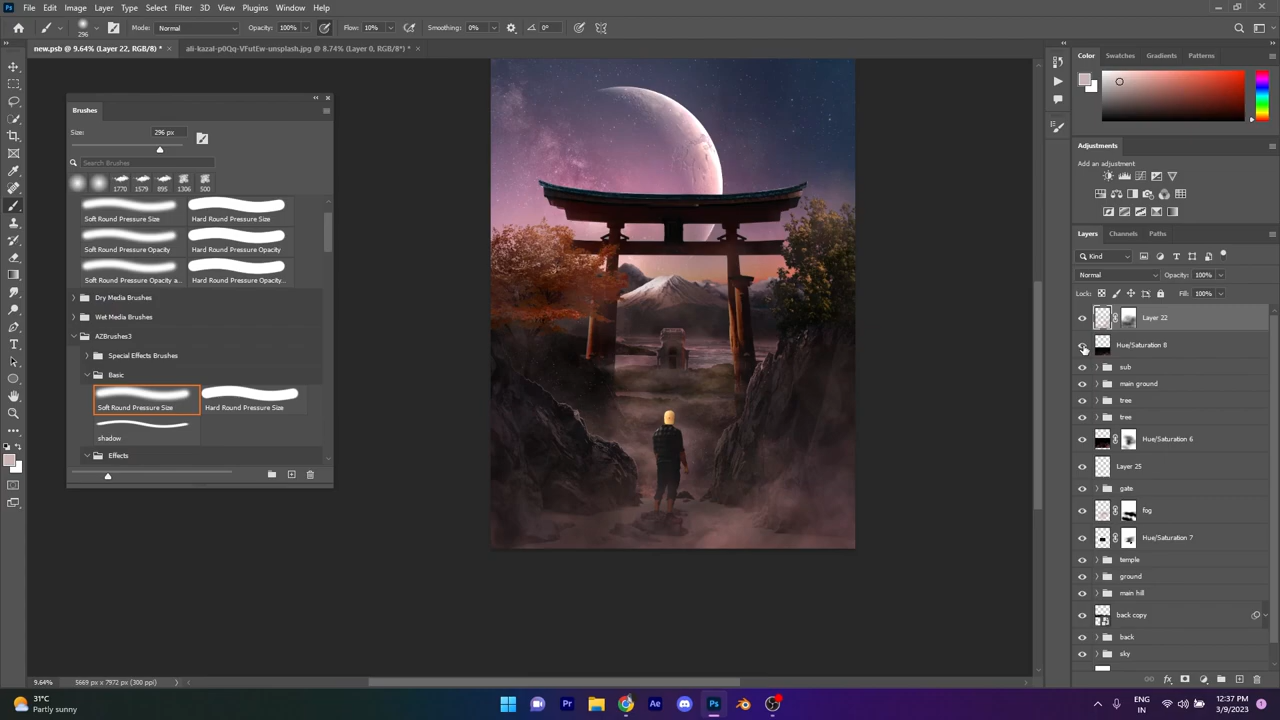 File Edit Image Layer Type Select Filter 3D View Plugins Window Help
296 Mode: Normal Opacity: 100% Flow: 10% Smoothing: 0% 0°
new.psb @ 9.64% (Layer 22, RGB/8) * × ali-kazal-p0Qq-VFutEw-unsplash.jpg @ 8.74% (Layer 0, RGB/8*) * ×
Brushes
Size: 296 px
Search Brushes
1770 1579 895 1306 500
Soft Round Pressure Size Hard Round Pressure Size
Soft Round Pressure Opacity Hard Round Pressure Opacity
Soft Round Pressure Opacity a... Hard Round Pressure Opacity...
Dry Media Brushes
Wet Media Brushes
AZBrushes3
Special Effects Brushes
Basic
Soft Round Pressure Size Hard Round Pressure Size
shadow
Effects
Color Swatches Gradients Patterns
Adjustments
Add an adjustment
Layers Channels Paths
Kind
Normal Opacity: 100%
Lock: Fill: 100%
Layer 22
Hue/Saturation 8
sub
main ground
tree
tree
Hue/Saturation 6
Layer 25
gate
fog
Hue/Saturation 7
temple
ground
main hill
back copy
back
sky
9.64% 5669 px x 7972 px (300 ppi)
31°C
Partly sunny
ENG
IN
12:37 PM
3/9/2023